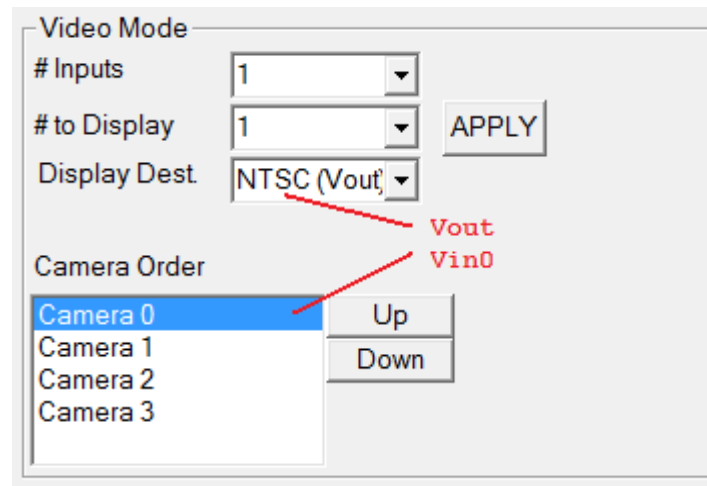 Video Mode
# Inputs 1
# to Display 1 APPLY
Display Dest. NTSC (Vout)
Vout
Vin0
Camera Order
Camera 0 Up
Camera 1 Down
Camera 2
Camera 3